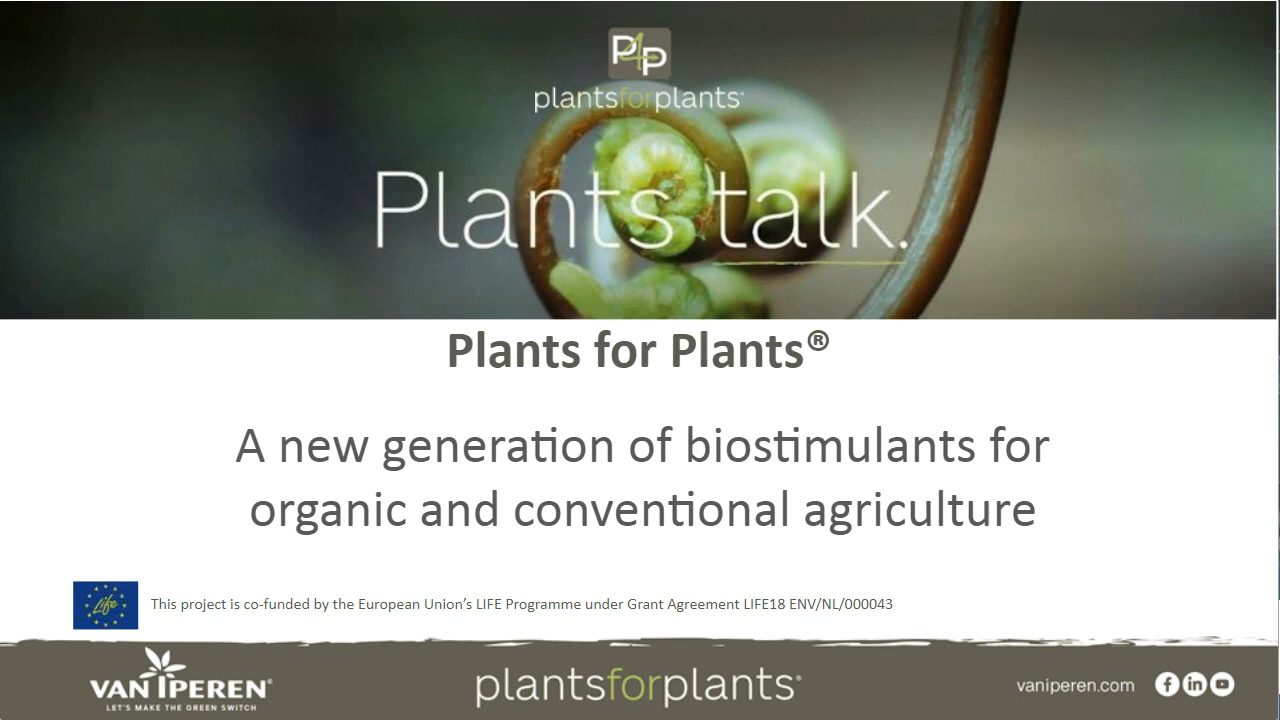 P4P
plantsforplants®
Plants talk.
Plants for Plants®
A new generation of biostimulants for
organic and conventional agriculture
Life
This project is co-funded by the European Union’s LIFE Programme under Grant Agreement LIFE18 ENV/NL/000043
VAN IPEREN®
LET'S MAKE THE GREEN SWITCH
plantsforplants®
vaniperen.com
f in